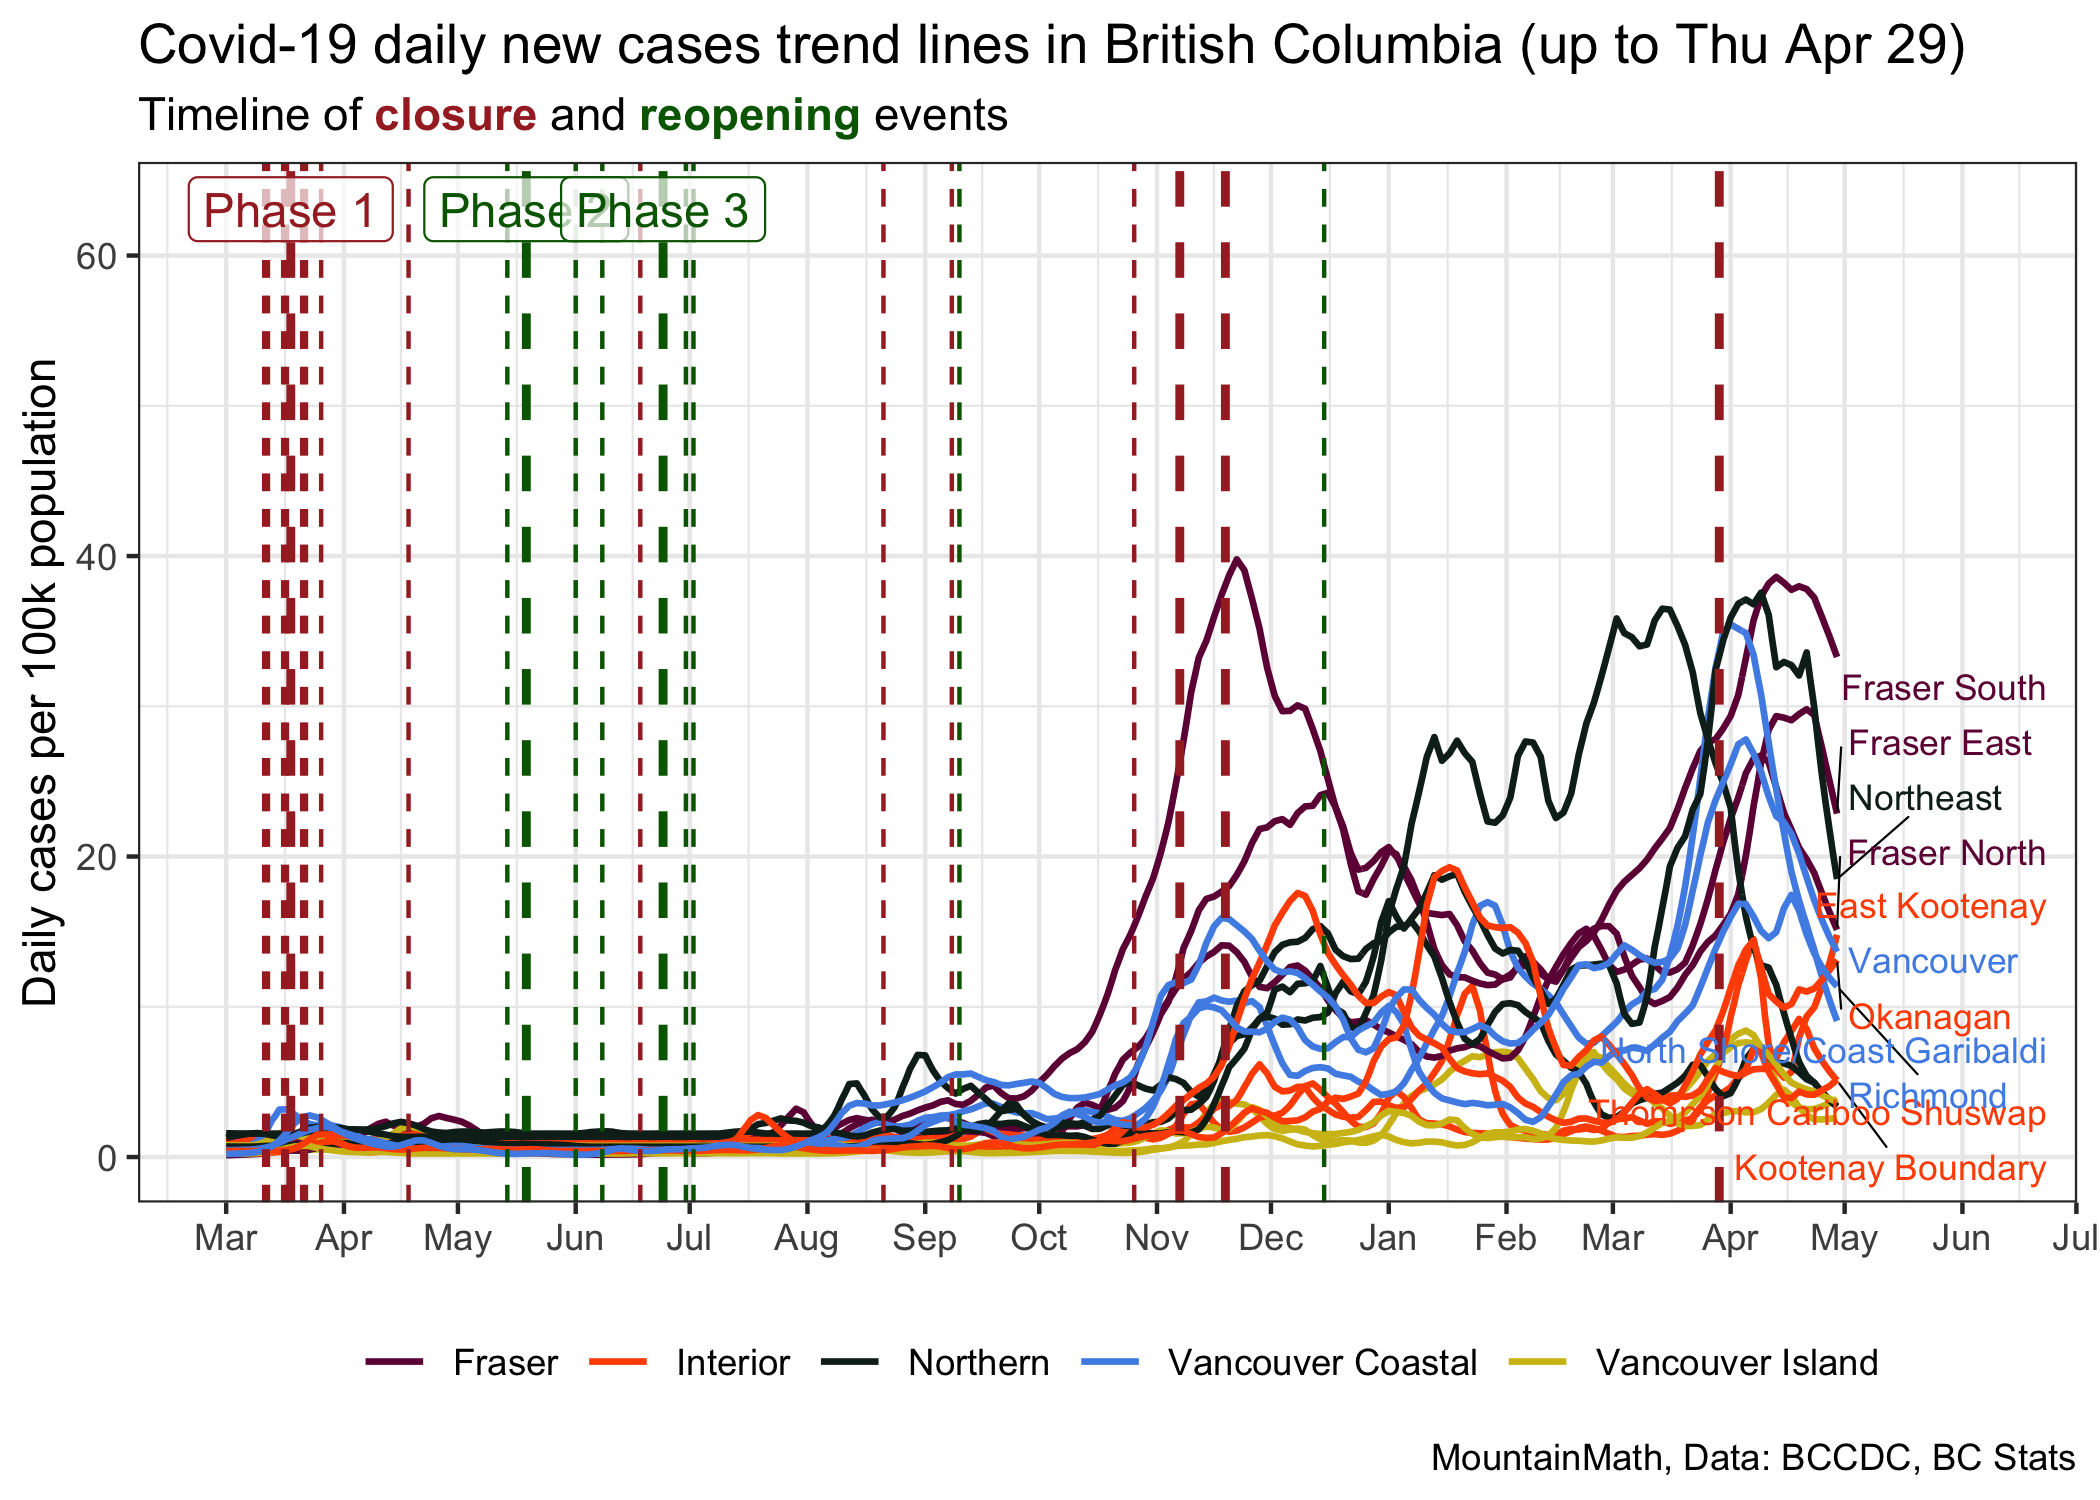 Covid-19 daily new cases trend lines in British Columbia (up to Thu Apr 29)
Timeline of closure and reopening events
Phase 1
Phase 2
Phase 3
Daily cases per 100k population
60
40
20
0
Fraser South
Fraser East
Northeast
Fraser North
East Kootenay
Vancouver
Okanagan
North Shore/Coast Garibaldi
Richmond
Thompson Cariboo Shuswap
Kootenay Boundary
Mar Apr May Jun Jul Aug Sep Oct Nov Dec Jan Feb Mar Apr May Jun Jul
Fraser Interior Northern Vancouver Coastal Vancouver Island
MountainMath, Data: BCCDC, BC Stats